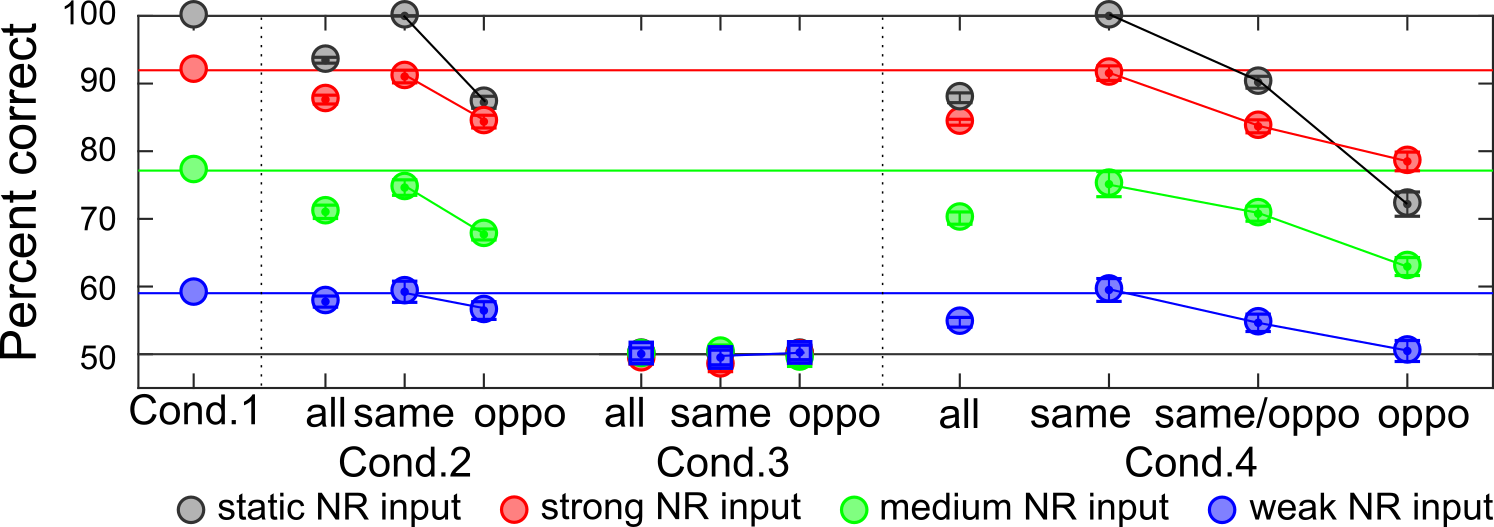 Percent correct
100
90
80
70
60
50
Cond.1 all same oppo all same oppo all same same/oppo oppo
Cond.2 Cond.3 Cond.4
static NR input strong NR input medium NR input weak NR input